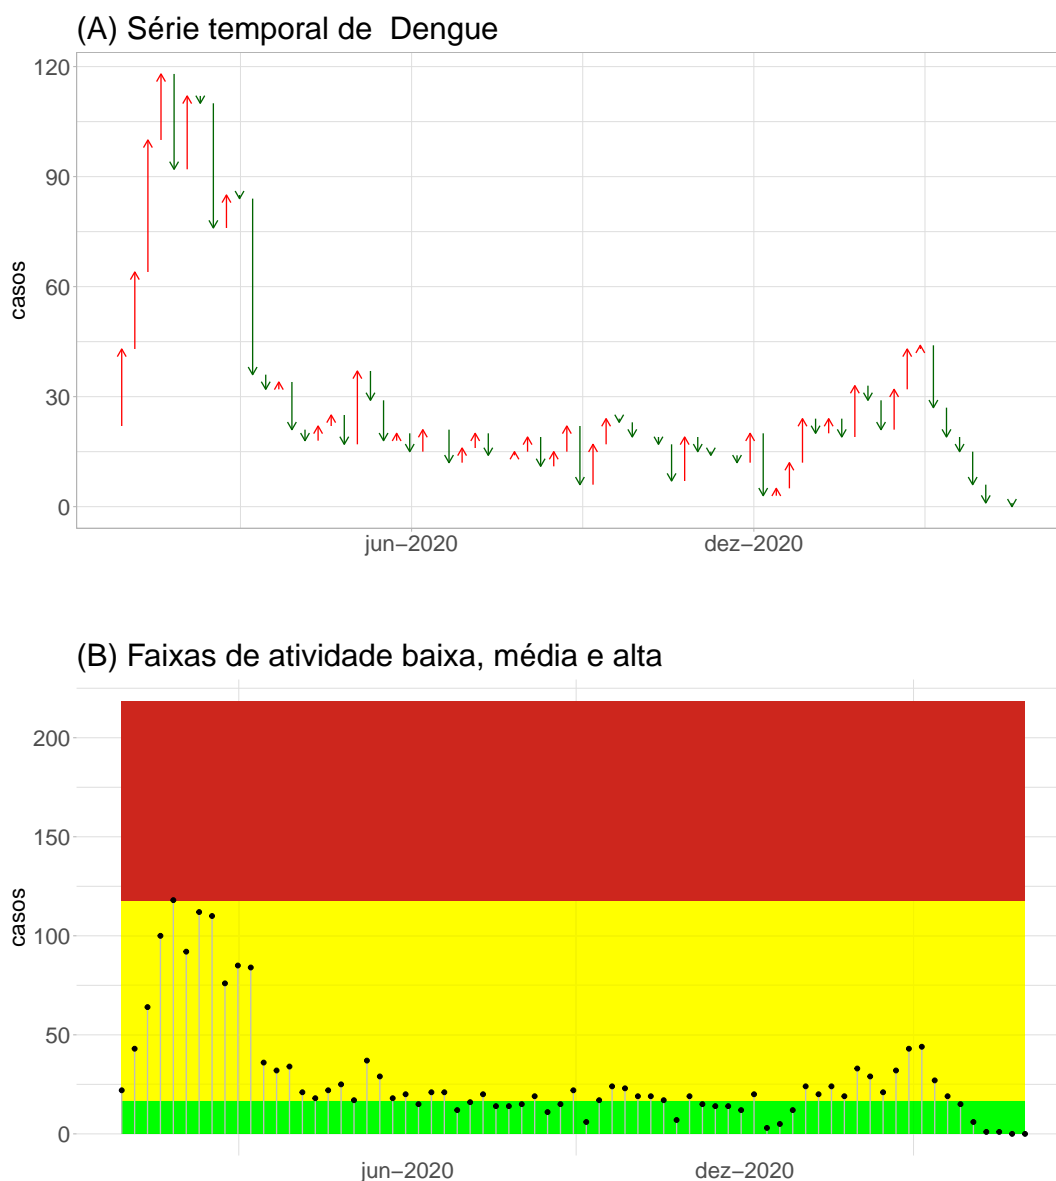 (A) Série temporal de  Dengue
120
90
60
30
0
casos
jun−2020
dez−2020
(B) Faixas de atividade baixa, média e alta
200
150
100
50
0
casos
jun−2020
dez−2020